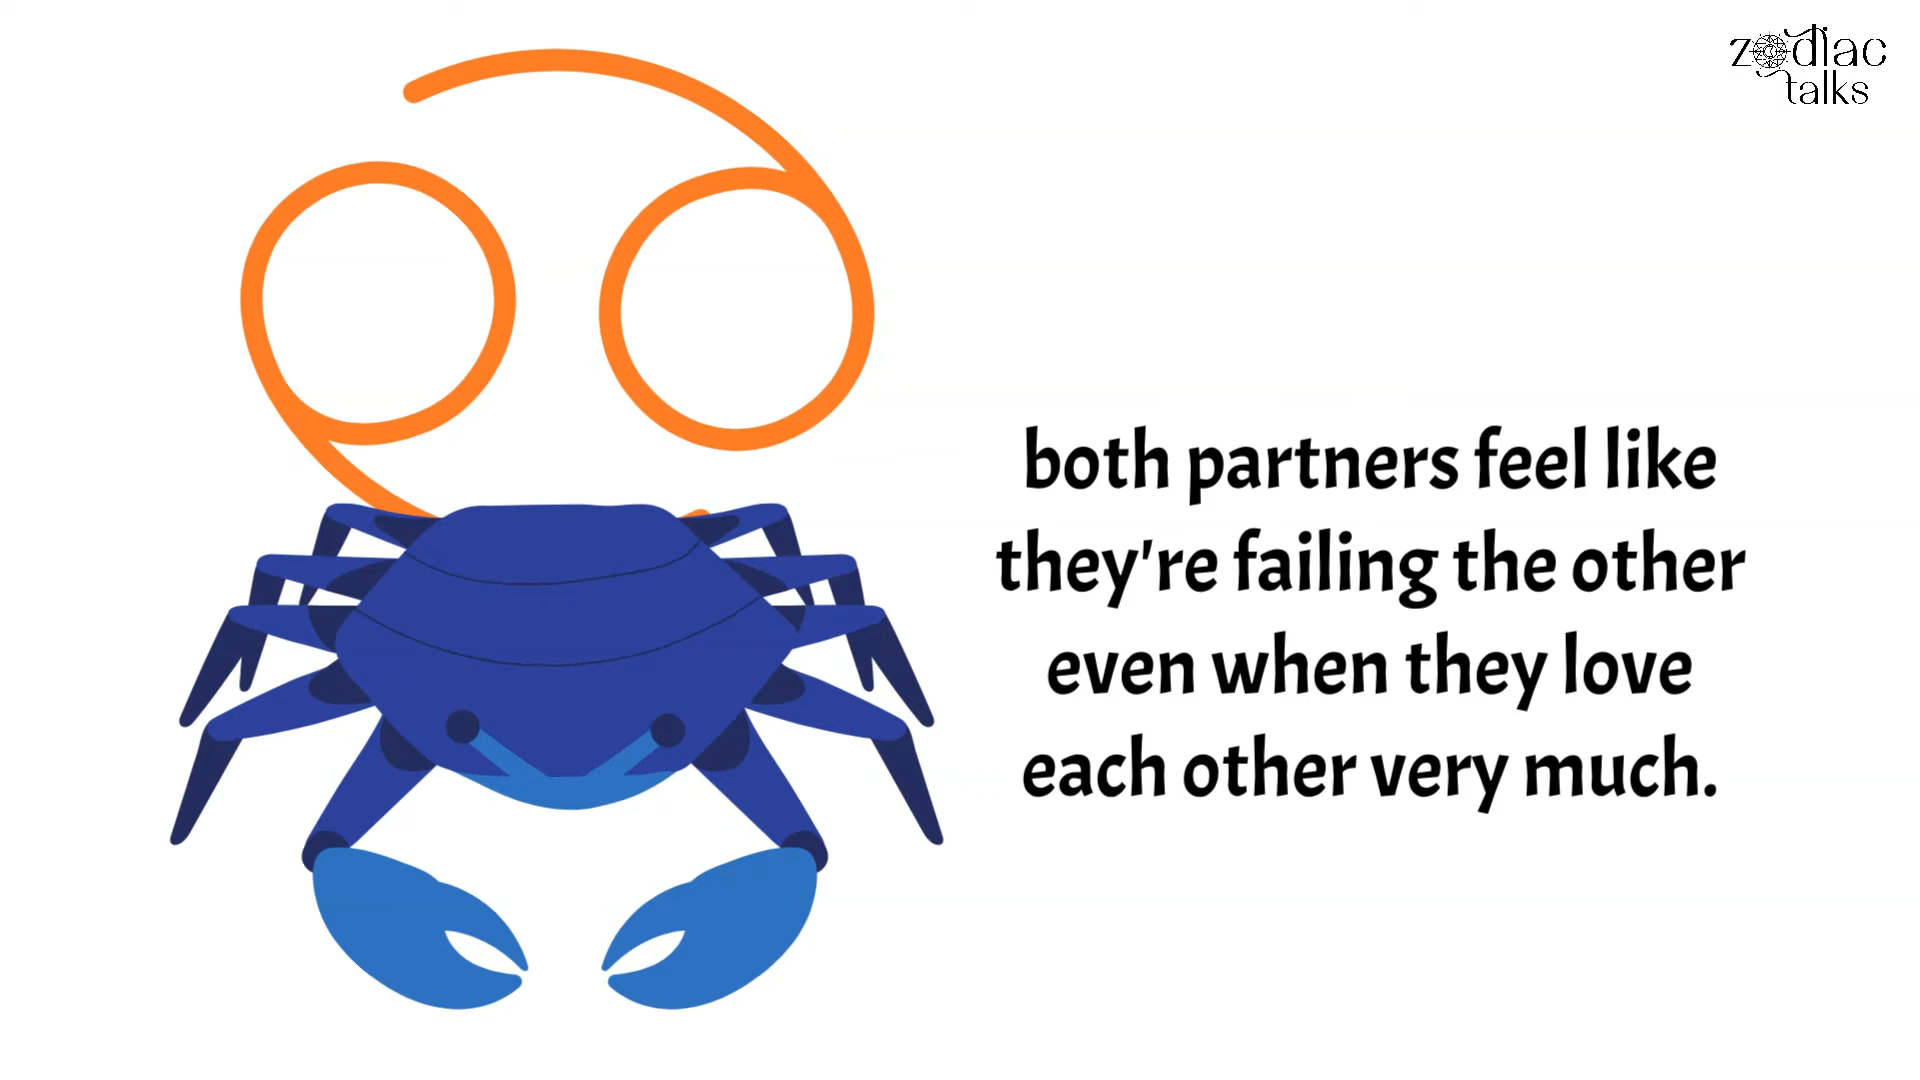 zodiac
talks
both partners feel like
they're failing the other
even when they love
each other very much.